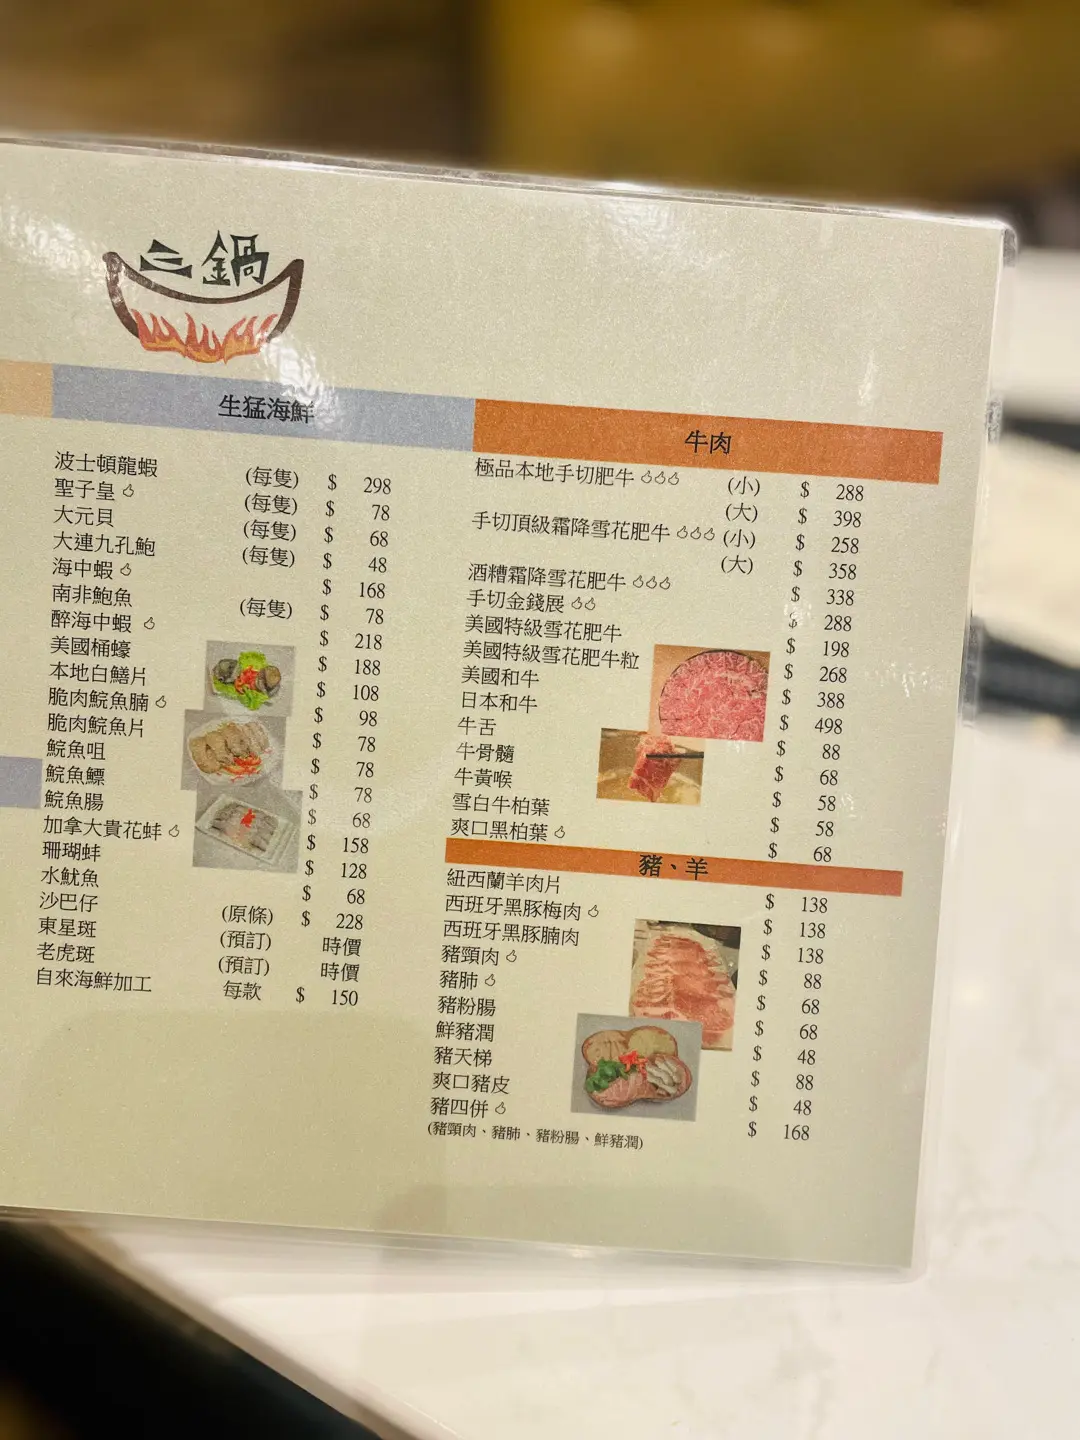 三鍋
生猛海鮮
波士頓龍蝦 (每隻) $ 298
聖子皇 (每隻) $ 78
大元貝 (每隻) $ 68
大連九孔鮑 (每隻) $ 48
海中蝦 $ 168
南非鮑魚 (每隻) $ 78
醉海中蝦 $ 218
美國桶蠔 $ 188
本地白鱔片 $ 108
脆肉鯇魚腩 $ 98
脆肉鯇魚片 $ 78
鯇魚咀 $ 78
鯇魚鰾 $ 78
鯇魚腸 $ 68
加拿大貴花蚌 $ 158
珊瑚蚌 $ 128
水魷魚 $ 68
沙巴仔 (原條) $ 228
東星斑 (預訂) 時價
老虎斑 (預訂) 時價
自來海鮮加工 每款 $ 150
牛肉
極品本地手切肥牛 (小) $ 288
(大) $ 398
手切頂級霜降雪花肥牛 (小) $ 258
(大) $ 358
酒糟霜降雪花肥牛 $ 338
手切金錢展 $ 288
美國特級雪花肥牛 $ 198
美國特級雪花肥牛粒 $ 268
美國和牛 $ 388
日本和牛 $ 498
牛舌 $ 88
牛骨髓 $ 68
牛黃喉 $ 58
雪白牛柏葉 $ 58
爽口黑柏葉 $ 68
豬、羊
紐西蘭羊肉片 $ 138
西班牙黑豚梅肉 $ 138
西班牙黑豚腩肉 $ 138
豬頸肉 $ 88
豬肺 $ 68
豬粉腸 $ 68
鮮豬潤 $ 48
豬天梯 $ 88
爽口豬皮 $ 48
豬四併 $ 168
(豬頸肉、豬肺、豬粉腸、鮮豬潤)